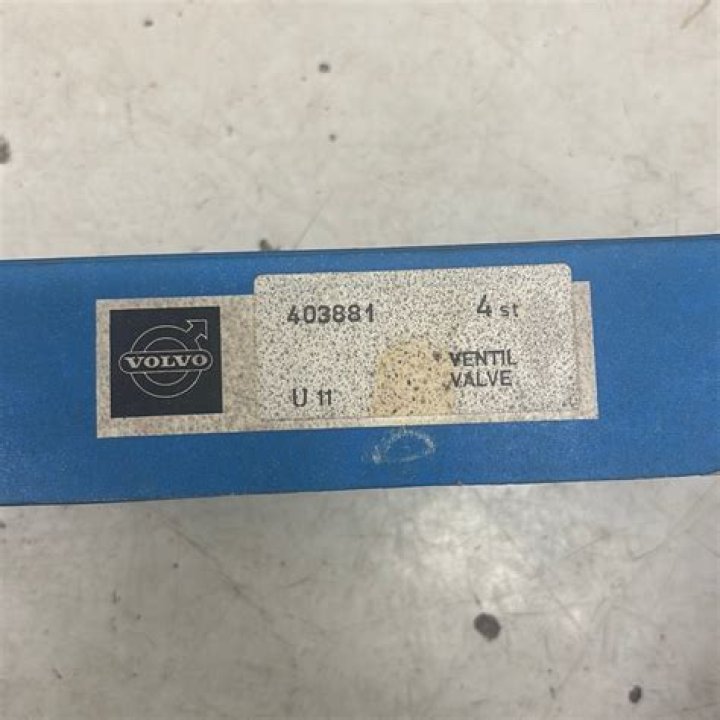 VOLVO
403881 4 st
VENTIL
VALVE
U 11